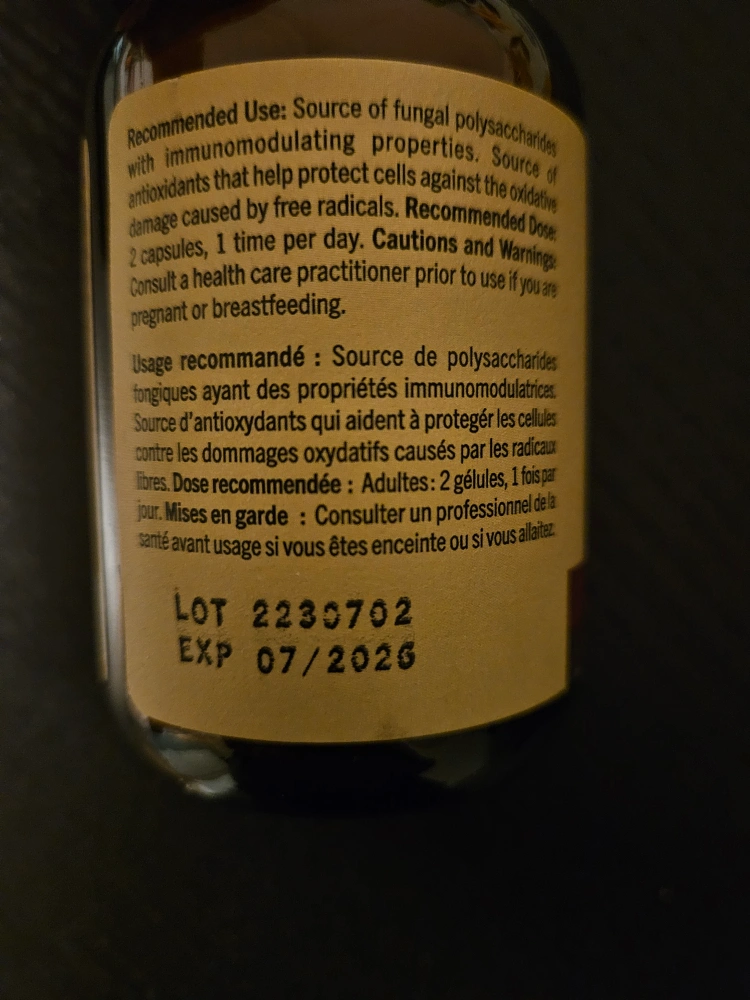 Recommended Use: Source of fungal polysaccharides
with immunomodulating properties. Source of
antioxidants that help protect cells against the oxidative
damage caused by free radicals. Recommended Dose:
2 capsules, 1 time per day. Cautions and Warnings:
Consult a health care practitioner prior to use if you are
pregnant or breastfeeding.
Usage recommandé : Source de polysaccharides
fongiques ayant des propriétés immunomodulatrices.
Source d'antioxydants qui aident à protegér les cellules
contre les dommages oxydatifs causés par les radicaux
libres. Dose recommendée : Adultes: 2 gélules, 1 fois par
jour. Mises en garde : Consulter un professionnel de la
santé avant usage si vous êtes enceinte ou si vous allaitez.
LOT 2230702
EXP 07/2026